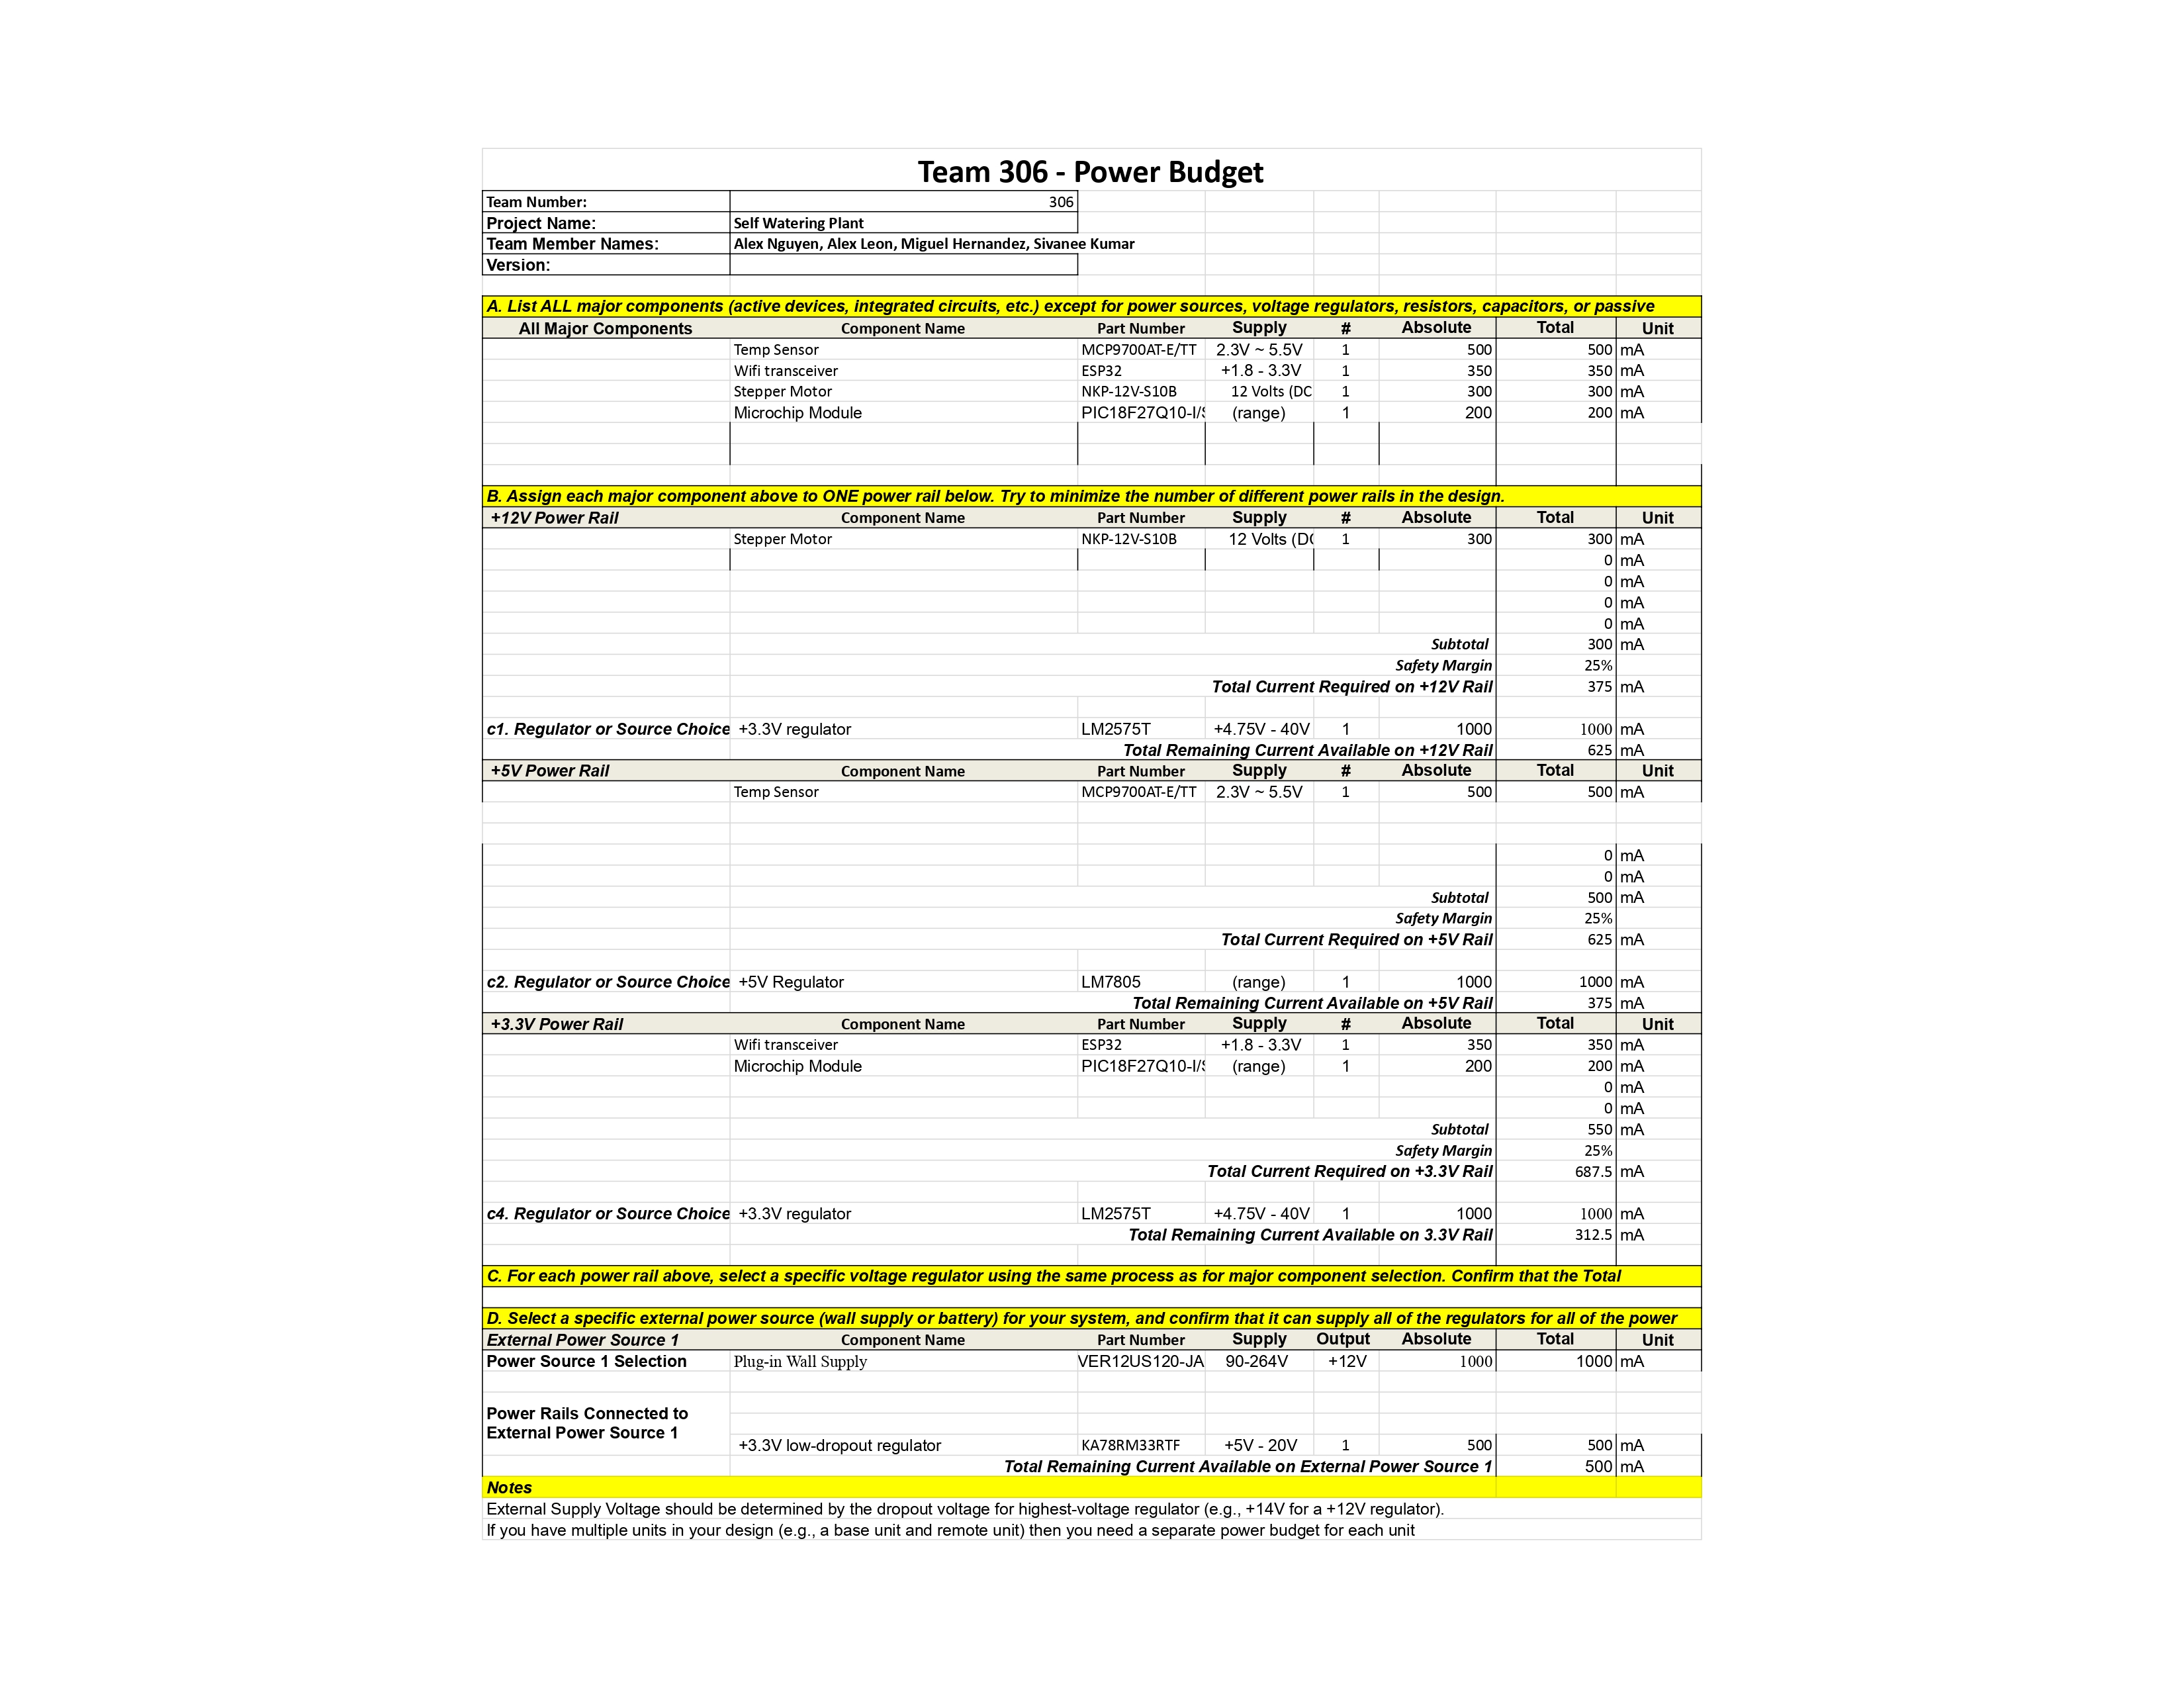 Team 306 - Power Budget
Team Number: 306
Project Name: Self Watering Plant
Team Member Names: Alex Nguyen, Alex Leon, Miguel Hernandez, Sivanee Kumar
Version:
A. List ALL major components (active devices, integrated circuits, etc.) except for power sources, voltage regulators, resistors, capacitors, or passive
All Major Components Component Name Part Number Supply # Absolute Total Unit
Temp Sensor MCP9700AT-E/TT 2.3V ~ 5.5V 1 500 500 mA
Wifi transceiver ESP32 +1.8 - 3.3V 1 350 350 mA
Stepper Motor NKP-12V-S10B 12 Volts (DC 1 300 300 mA
Microchip Module PIC18F27Q10-I/S (range) 1 200 200 mA
B. Assign each major component above to ONE power rail below. Try to minimize the number of different power rails in the design.
+12V Power Rail Component Name Part Number Supply # Absolute Total Unit
Stepper Motor NKP-12V-S10B 12 Volts (DC 1 300 300 mA
0 mA
0 mA
0 mA
0 mA
Subtotal 300 mA
Safety Margin 25%
Total Current Required on +12V Rail 375 mA
c1. Regulator or Source Choice +3.3V regulator LM2575T +4.75V - 40V 1 1000 1000 mA
Total Remaining Current Available on +12V Rail 625 mA
+5V Power Rail Component Name Part Number Supply # Absolute Total Unit
Temp Sensor MCP9700AT-E/TT 2.3V ~ 5.5V 1 500 500 mA
0 mA
0 mA
Subtotal 500 mA
Safety Margin 25%
Total Current Required on +5V Rail 625 mA
c2. Regulator or Source Choice +5V Regulator LM7805 (range) 1 1000 1000 mA
Total Remaining Current Available on +5V Rail 375 mA
+3.3V Power Rail Component Name Part Number Supply # Absolute Total Unit
Wifi transceiver ESP32 +1.8 - 3.3V 1 350 350 mA
Microchip Module PIC18F27Q10-I/S (range) 1 200 200 mA
0 mA
0 mA
Subtotal 550 mA
Safety Margin 25%
Total Current Required on +3.3V Rail 687.5 mA
c4. Regulator or Source Choice +3.3V regulator LM2575T +4.75V - 40V 1 1000 1000 mA
Total Remaining Current Available on 3.3V Rail 312.5 mA
C. For each power rail above, select a specific voltage regulator using the same process as for major component selection. Confirm that the Total
D. Select a specific external power source (wall supply or battery) for your system, and confirm that it can supply all of the regulators for all of the power
External Power Source 1 Component Name Part Number Supply Output Absolute Total Unit
Power Source 1 Selection Plug-in Wall Supply VER12US120-JA 90-264V +12V 1000 1000 mA
Power Rails Connected to
External Power Source 1
+3.3V low-dropout regulator KA78RM33RTF +5V - 20V 1 500 500 mA
Total Remaining Current Available on External Power Source 1 500 mA
Notes
External Supply Voltage should be determined by the dropout voltage for highest-voltage regulator (e.g., +14V for a +12V regulator).
If you have multiple units in your design (e.g., a base unit and remote unit) then you need a separate power budget for each unit